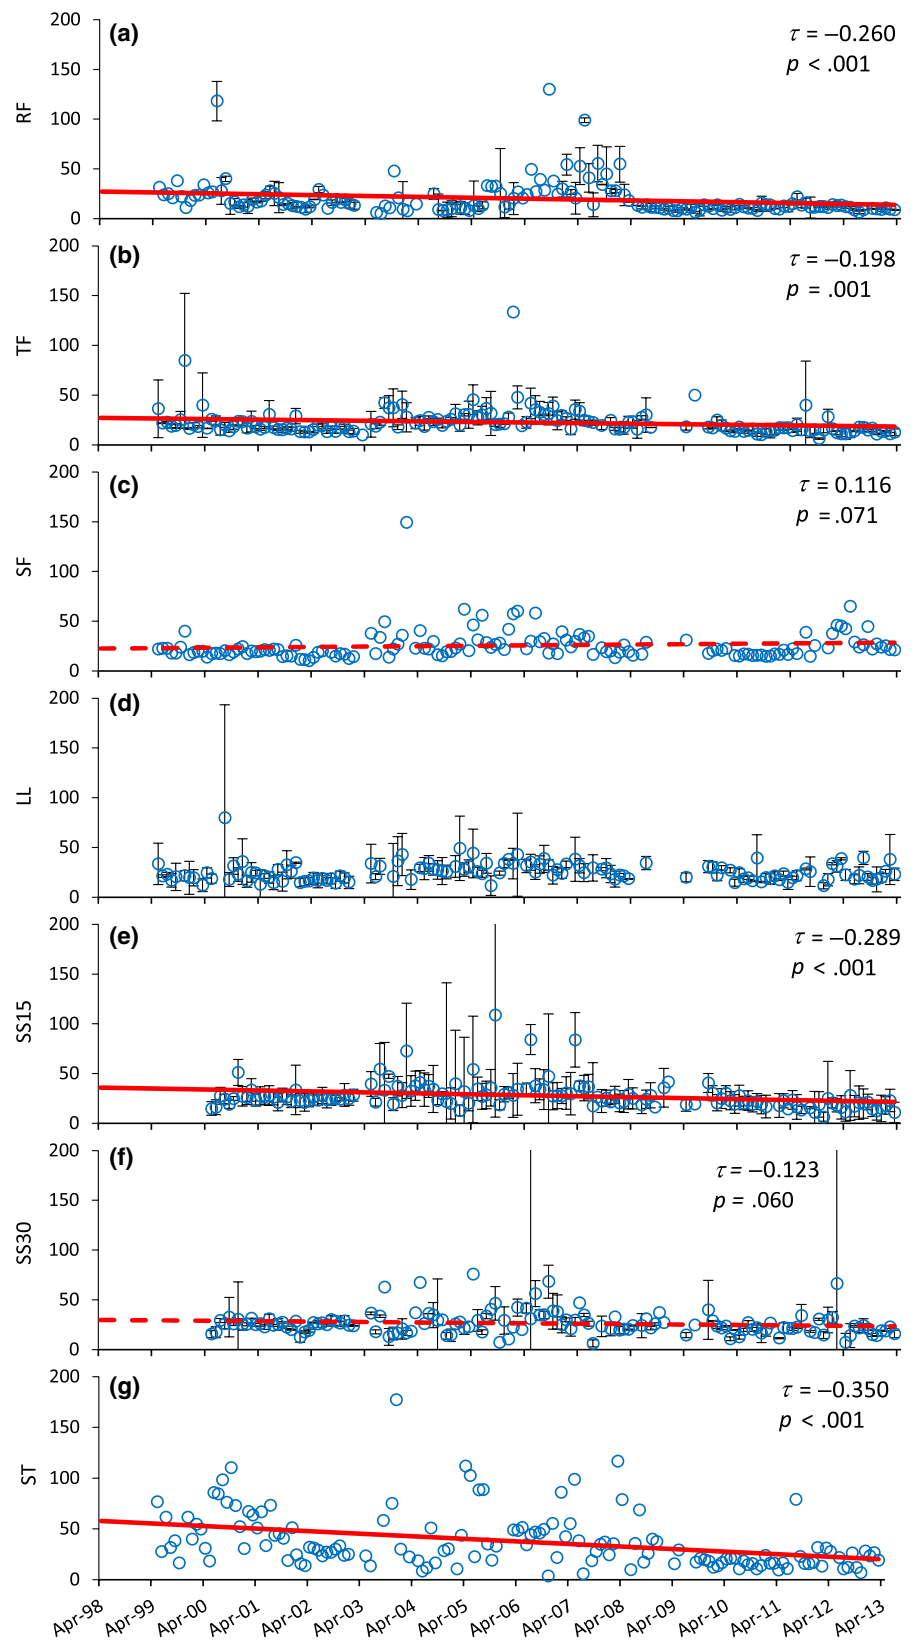 (a)
τ = −0.260
p < .001
RF
200
150
100
50
0
(b)
τ = −0.198
p = .001
TF
200
150
100
50
0
(c)
τ = 0.116
p = .071
SF
200
150
100
50
0
(d)
LL
200
150
100
50
0
(e)
τ = −0.289
p < .001
SS15
200
150
100
50
0
(f)
τ = −0.123
p = .060
SS30
200
150
100
50
0
(g)
τ = −0.350
p < .001
ST
200
150
100
50
0
Apr-98
Apr-99
Apr-00
Apr-01
Apr-02
Apr-03
Apr-04
Apr-05
Apr-06
Apr-07
Apr-08
Apr-09
Apr-10
Apr-11
Apr-12
Apr-13